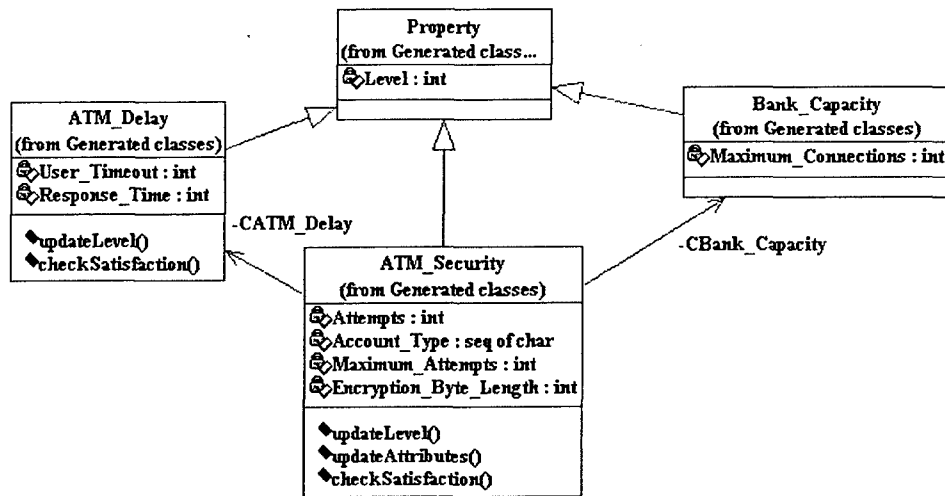 Property
(from Generated class...
Level : int
ATM_Delay
(from Generated classes)
User_Timeout : int
Response_Time : int
updateLevel()
checkSatisfaction()
Bank_Capacity
(from Generated classes)
Maximum_Connections : int
-CATM_Delay
-CBank_Capacity
ATM_Security
(from Generated classes)
Attempts : int
Account_Type : seq of char
Maximum_Attempts : int
Encryption_Byte_Length : int
updateLevel()
updateAttributes()
checkSatisfaction()